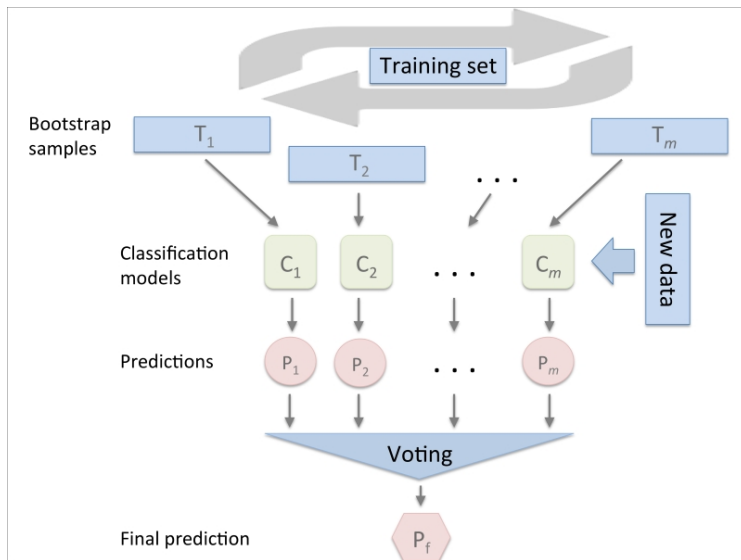 Training set
Bootstrap
samples
T₁
T₂
. . .
Tₘ
Classification
models
C₁
C₂
. . .
Cₘ
New data
Predictions
P₁
P₂
. . .
Pₘ
Voting
Final prediction
P_f